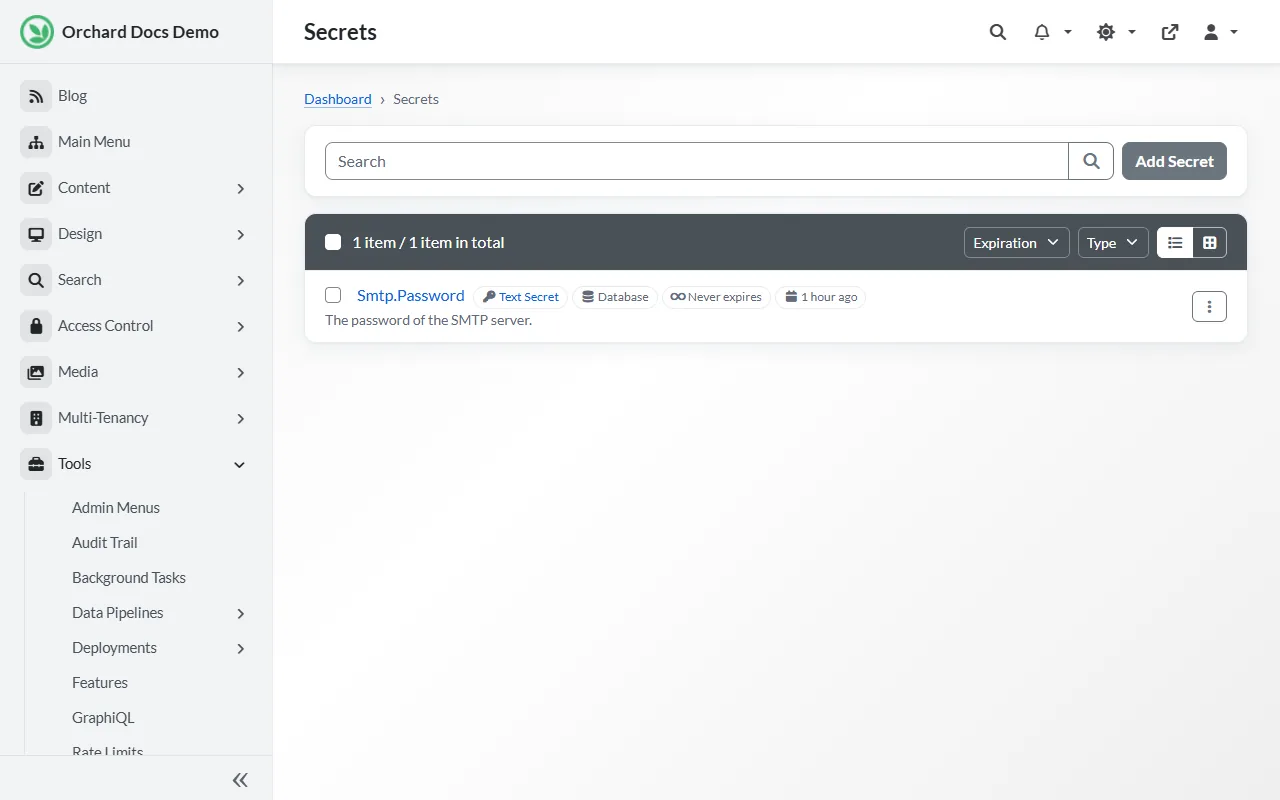 Orchard Docs Demo
Secrets
Blog
Main Menu
Content
Design
Search
Access Control
Media
Multi-Tenancy
Tools
Admin Menus
Audit Trail
Background Tasks
Data Pipelines
Deployments
Features
GraphiQL
Rate Limits
Dashboard › Secrets
Search
Add Secret
1 item / 1 item in total
Expiration
Type
Smtp.Password Text Secret Database Never expires 1 hour ago
The password of the SMTP server.